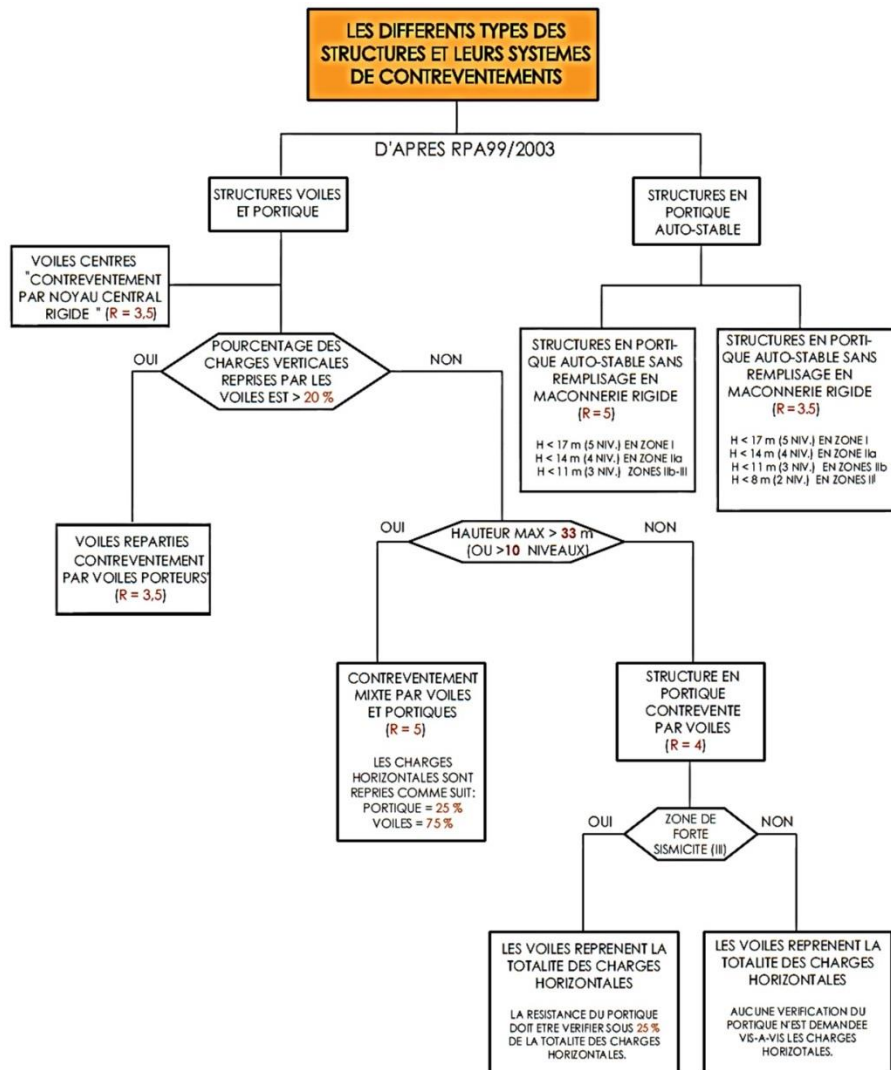 LES DIFFERENTS TYPES DES
STRUCTURES ET LEURS SYSTEMES
DE CONTREVENTEMENTS
D'APRES RPA99/2003
STRUCTURES VOILES
ET PORTIQUE
STRUCTURES EN
PORTIQUE
AUTO-STABLE
VOILES CENTRES
"CONTREVENTEMENT
PAR NOYAU CENTRAL
RIGIDE " (R = 3,5)
OUI
POURCENTAGE DES
CHARGES VERTICALES
REPRISES PAR LES
VOILES EST > 20 %
NON
STRUCTURES EN PORTI-
QUE AUTO-STABLE SANS
REMPLISAGE EN
MACONNERIE RIGIDE
(R = 5)
H < 17 m (5 NIV.) EN ZONE I
H < 14 m (4 NIV.) EN ZONE IIa
H < 11 m (3 NIV.) ZONES IIb-III
STRUCTURES EN PORTI-
QUE AUTO-STABLE SANS
REMPLISAGE EN
MACONNERIE RIGIDE
(R = 3.5)
H < 17 m (5 NIV.) EN ZONE I
H < 14 m (4 NIV.) EN ZONE IIa
H < 11 m (3 NIV.) EN ZONES IIb
H < 8 m (2 NIV.) EN ZONES III
VOILES REPARTIES
CONTREVENTEMENT
PAR VOILES PORTEURS"
(R = 3,5)
OUI
HAUTEUR MAX > 33 m
(OU >10 NIVEAUX)
NON
CONTREVENTEMENT
MIXTE PAR VOILES
ET PORTIQUES
(R = 5)
LES CHARGES
HORIZONTALES SONT
REPRIES COMME SUIT:
PORTIQUE = 25 %
VOILES = 75 %
STRUCTURE EN
PORTIQUE
CONTREVENTE
PAR VOILES
(R = 4)
OUI
ZONE DE
FORTE
SISMICITE (III)
NON
LES VOILES REPRENENT LA
TOTALITE DES CHARGES
HORIZONTALES
LA RESISTANCE DU PORTIQUE
DOIT ETRE VERIFIER SOUS 25 %
DE LA TOTALITE DES CHARGES
HORIZONTALES.
LES VOILES REPRENENT LA
TOTALITE DES CHARGES
HORIZONTALES
AUCUNE VERIFICATION DU
PORTIQUE N'EST DEMANDEE
VIS-A-VIS LES CHARGES
HORIZOTALES.